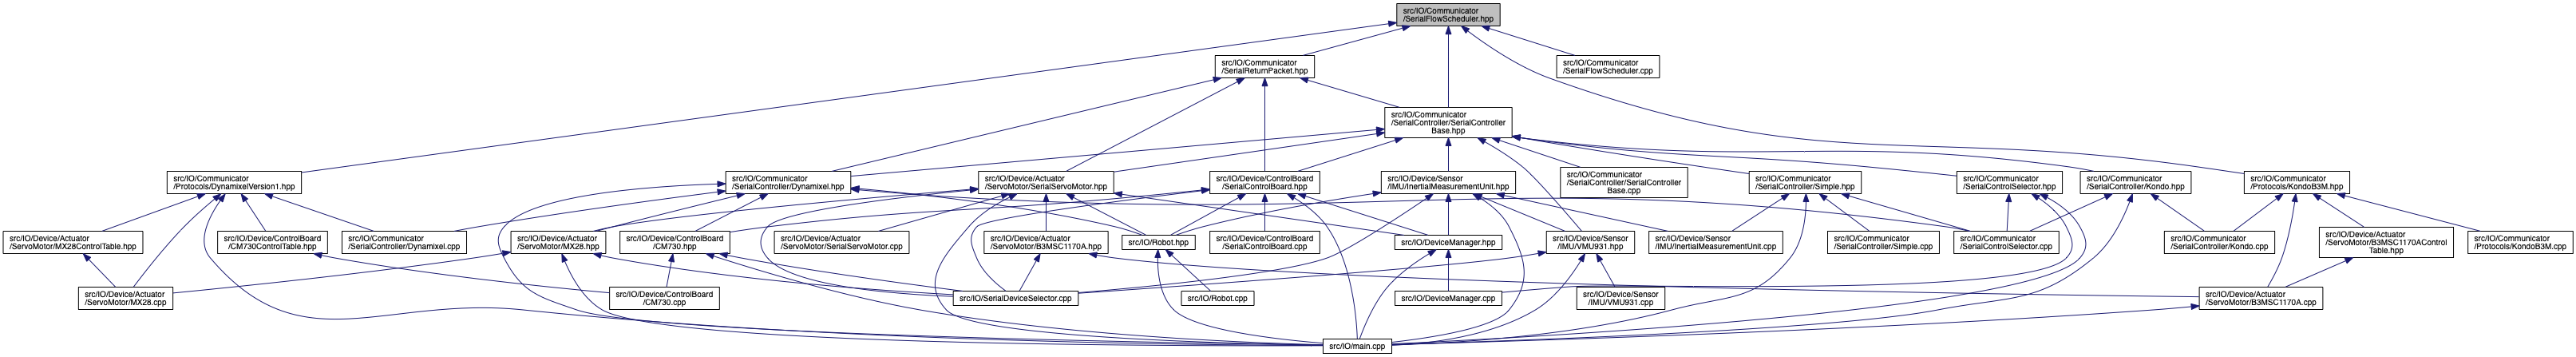 src/IO/Communicator
/SerialFlowScheduler.hpp
src/IO/Communicator
/SerialReturnPacket.hpp
src/IO/Communicator
/SerialFlowScheduler.cpp
src/IO/Communicator
/SerialController/SerialController
Base.hpp
src/IO/Communicator
/Protocols/DynamixelVersion1.hpp
src/IO/Communicator
/SerialController/Dynamixel.hpp
src/IO/Device/Actuator
/ServoMotor/SerialServoMotor.hpp
src/IO/Device/ControlBoard
/SerialControlBoard.hpp
src/IO/Device/Sensor
/IMU/InertialMeasurementUnit.hpp
src/IO/Communicator
/SerialController/SerialController
Base.cpp
src/IO/Communicator
/SerialController/Simple.hpp
src/IO/Communicator
/SerialControlSelector.hpp
src/IO/Communicator
/SerialController/Kondo.hpp
src/IO/Communicator
/Protocols/KondoB3M.hpp
src/IO/Device/Actuator
/ServoMotor/MX28ControlTable.hpp
src/IO/Device/ControlBoard
/CM730ControlTable.hpp
src/IO/Communicator
/SerialController/Dynamixel.cpp
src/IO/Device/Actuator
/ServoMotor/MX28.hpp
src/IO/Device/ControlBoard
/CM730.hpp
src/IO/Device/Actuator
/ServoMotor/SerialServoMotor.cpp
src/IO/Device/Actuator
/ServoMotor/B3MSC1170A.hpp
src/IO/Robot.hpp
src/IO/Device/ControlBoard
/SerialControlBoard.cpp
src/IO/DeviceManager.hpp
src/IO/Device/Sensor
/IMU/VMU931.hpp
src/IO/Device/Sensor
/IMU/InertialMeasurementUnit.cpp
src/IO/Communicator
/SerialController/Simple.cpp
src/IO/Communicator
/SerialControlSelector.cpp
src/IO/Communicator
/SerialController/Kondo.cpp
src/IO/Device/Actuator
/ServoMotor/B3MSC1170AControl
Table.hpp
src/IO/Communicator
/Protocols/KondoB3M.cpp
src/IO/Device/Actuator
/ServoMotor/MX28.cpp
src/IO/Device/ControlBoard
/CM730.cpp
src/IO/SerialDeviceSelector.cpp
src/IO/Robot.cpp
src/IO/DeviceManager.cpp
src/IO/Device/Sensor
/IMU/VMU931.cpp
src/IO/Device/Actuator
/ServoMotor/B3MSC1170A.cpp
src/IO/main.cpp